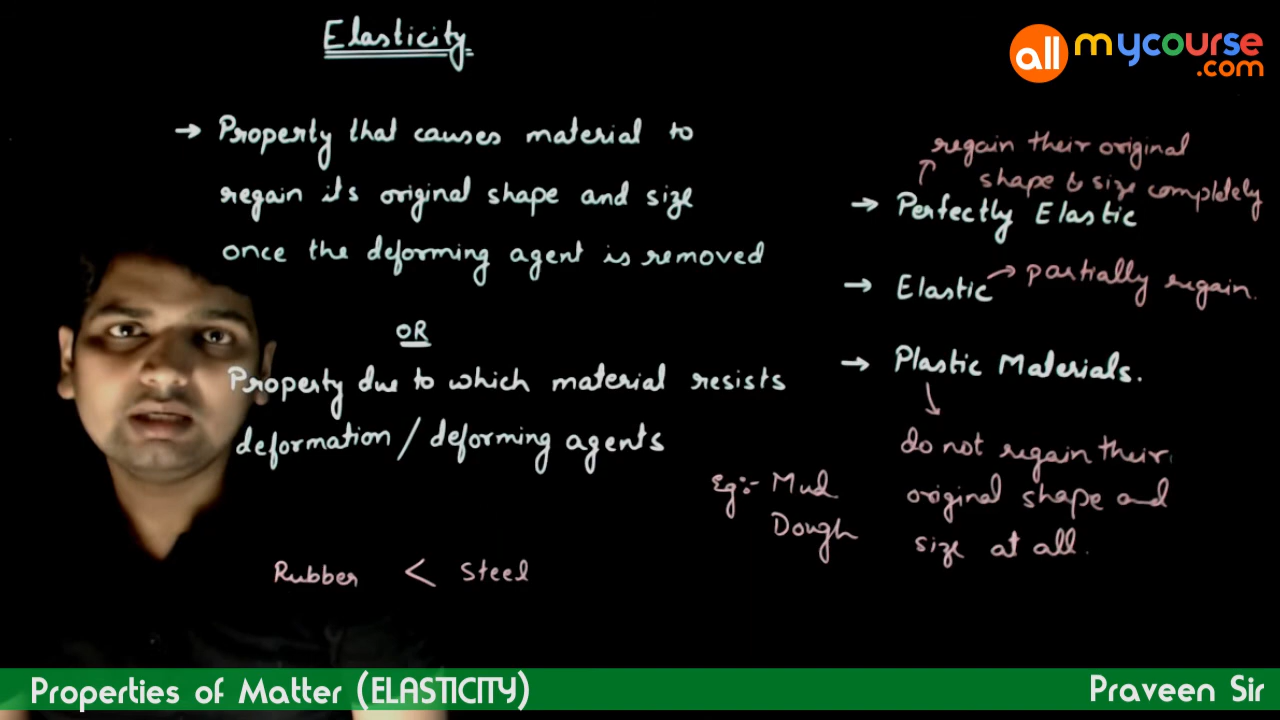 Elasticity
all mycourse
.com
→ Property that causes material to
regain its original shape and size
once the deforming agent is removed
OR
Property due to which material resists
deformation / deforming agents
Rubber < Steel
regain their original
shape & size completely
→ Perfectly Elastic
→ Elastic → partially regain.
→ Plastic Materials.
do not regain their
original shape and
size at all.
Eg:- Mud
Dough
Properties of Matter (ELASTICITY)
Praveen Sir